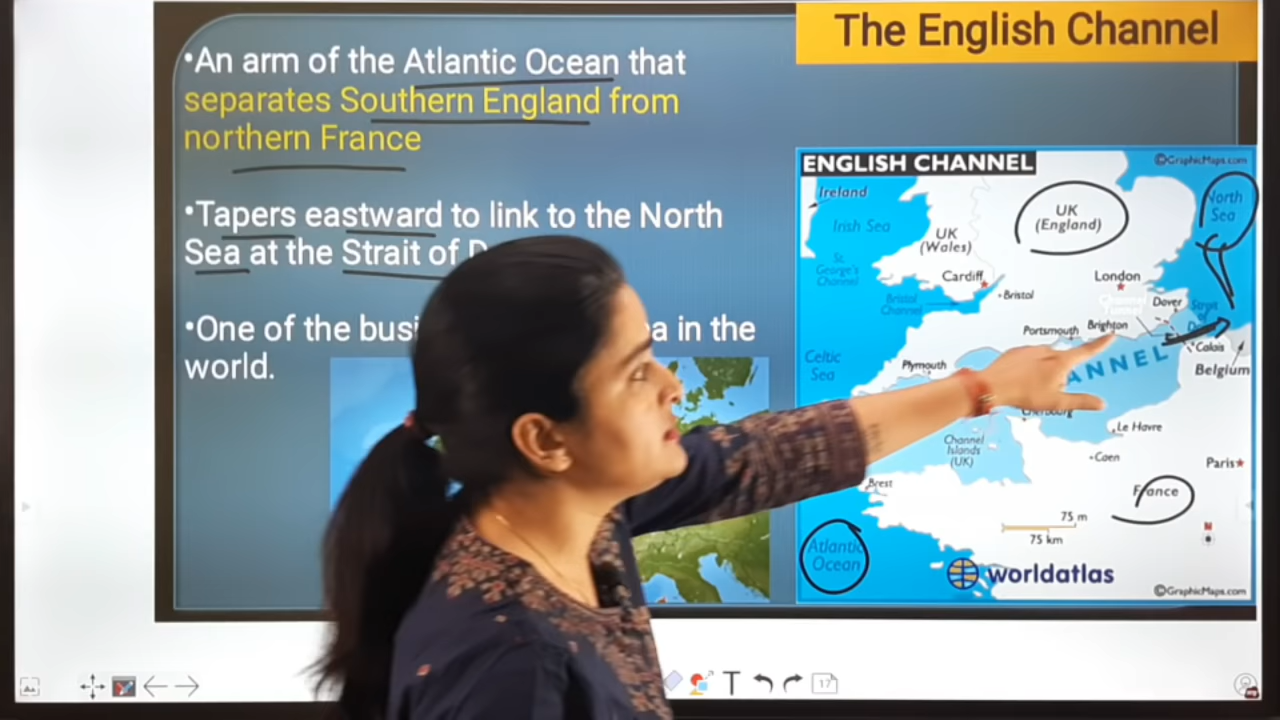 The English Channel
•An arm of the Atlantic Ocean that
separates Southern England from
northern France
•Tapers eastward to link to the North
Sea at the Strait of
•One of the in the
world.
ENGLISH CHANNEL
©GraphicMaps.com
Ireland
North
Sea
UK
(England)
Irish Sea
UK
(Wales)
St.
George's
Channel
Cardiff
London
Bristol
Bristol
Channel
Channel
Tunnel
Dover
Strait
Portsmouth
Brighton
Calais
Celtic
Sea
Plymouth
ANNEL
Belgium
Cherbourg
Le Havre
Channel
Islands
(UK)
Caen
Paris
Brest
France
75 m
75 km
N
Atlantic
Ocean
worldatlas
©GraphicMaps.com
T
17